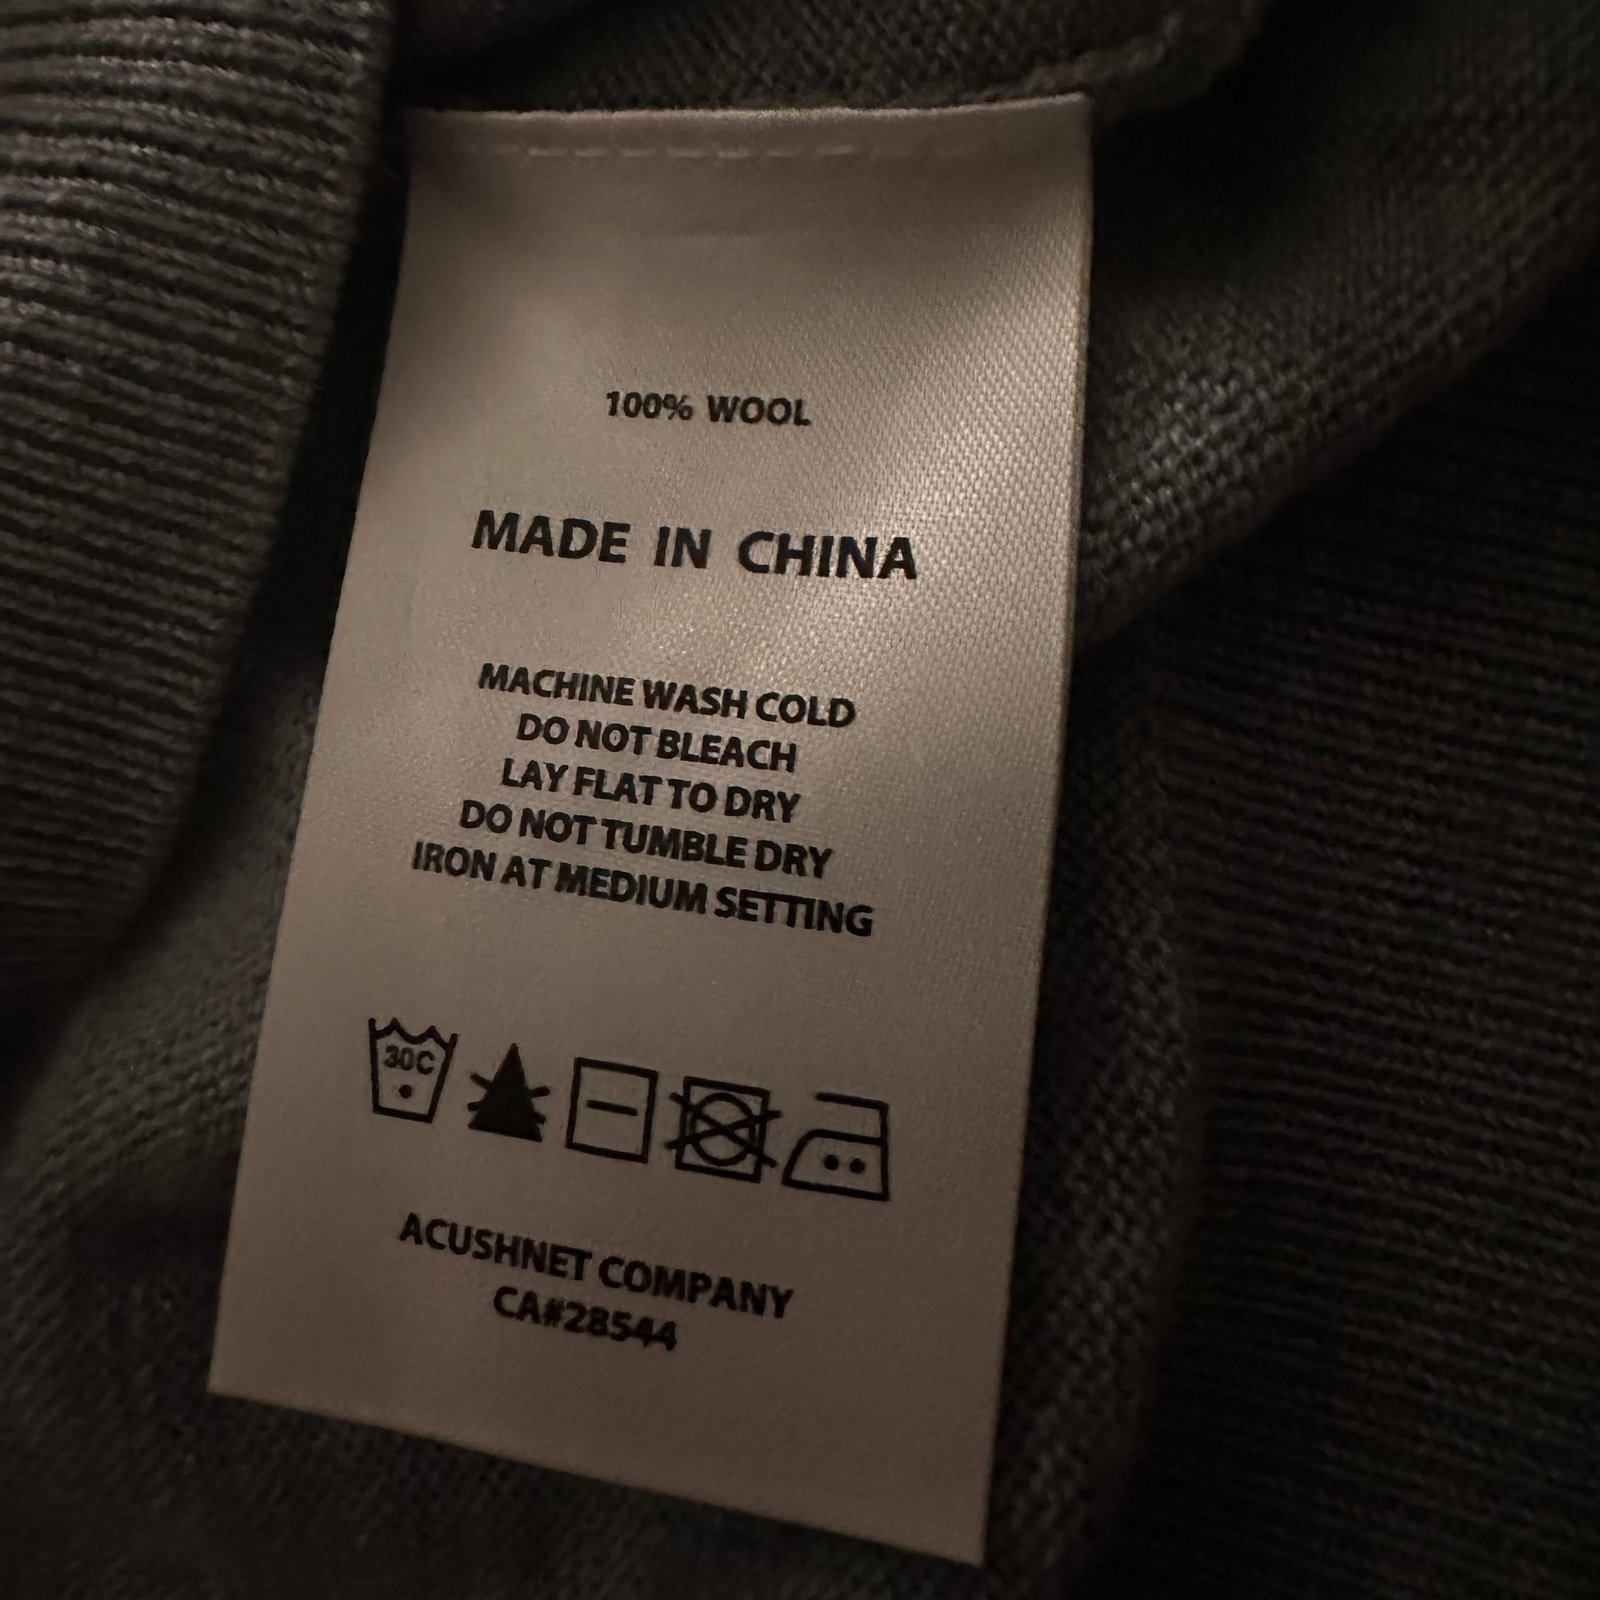 100% WOOL
MADE IN CHINA
MACHINE WASH COLD
DO NOT BLEACH
LAY FLAT TO DRY
DO NOT TUMBLE DRY
IRON AT MEDIUM SETTING
30C
ACUSHNET COMPANY
CA#28544